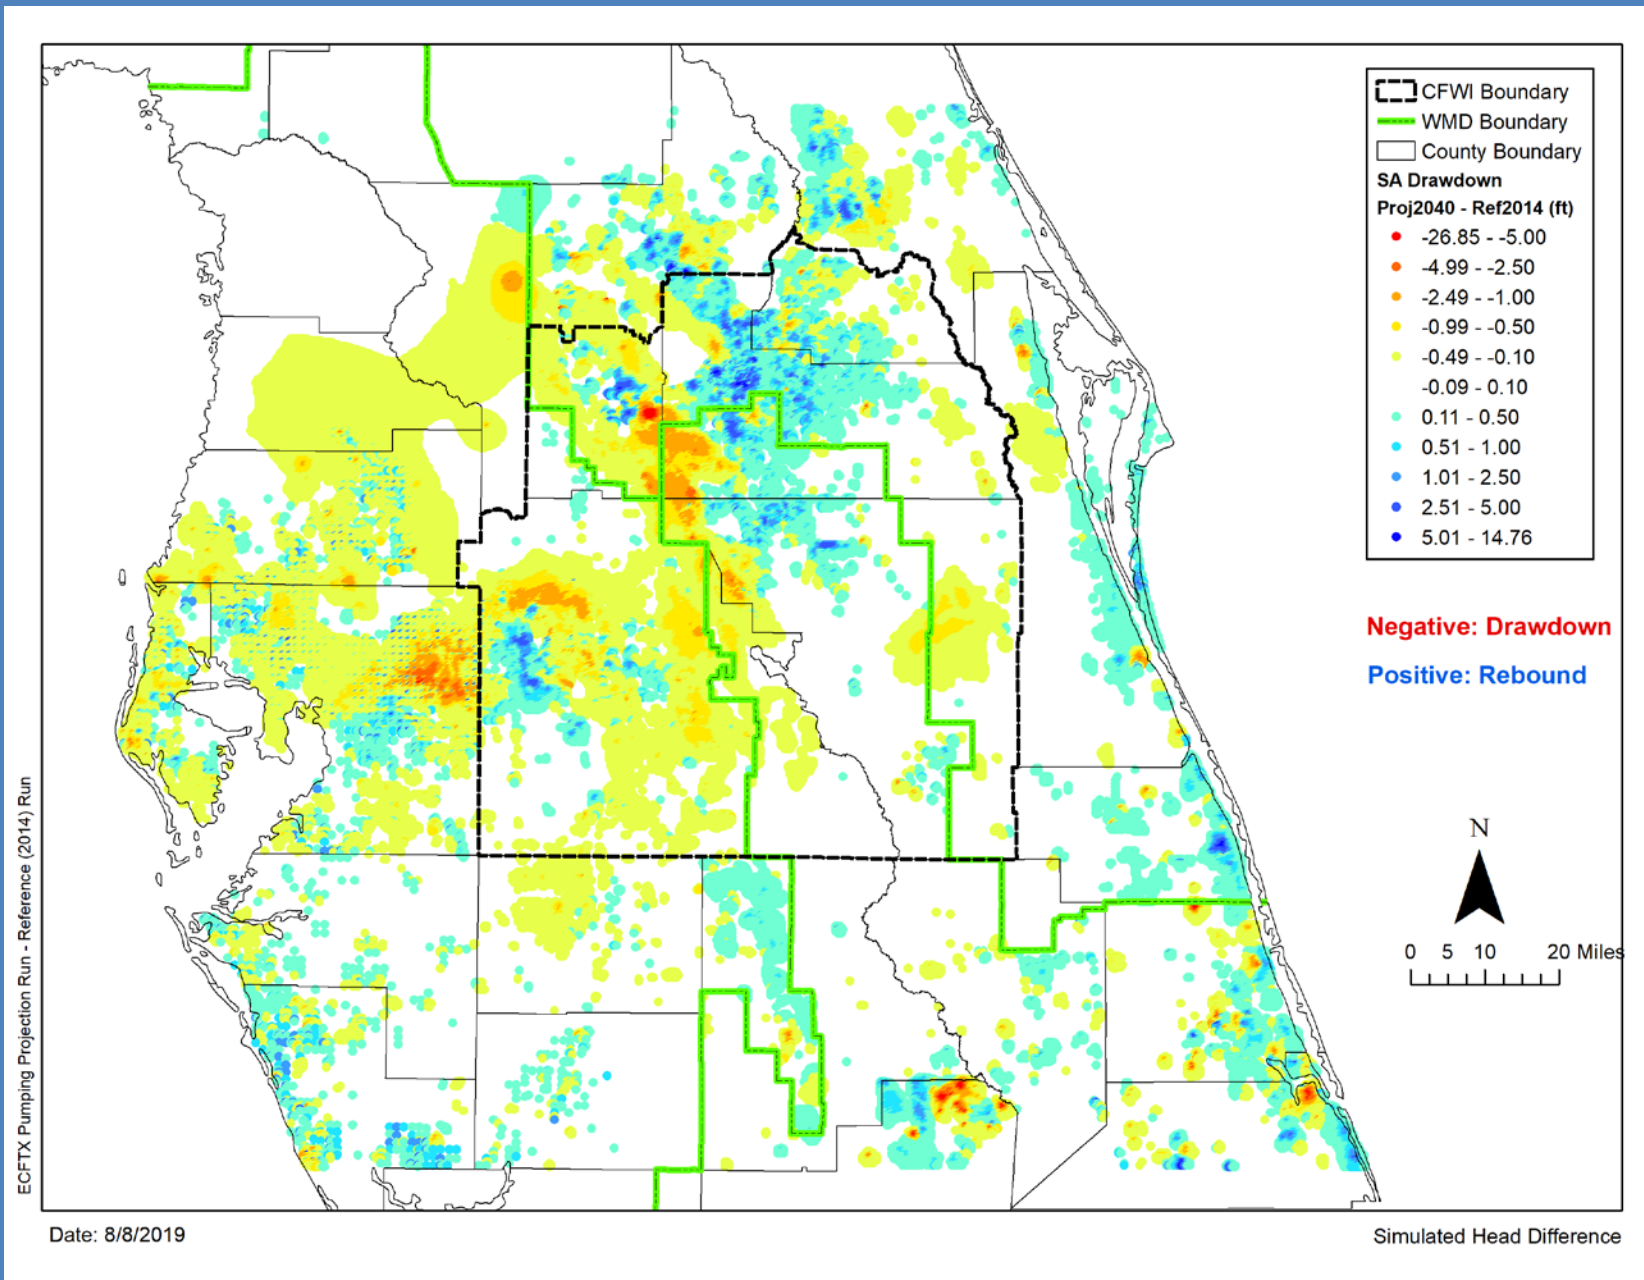 CFWI Boundary
WMD Boundary
County Boundary
SA Drawdown
Proj2040 - Ref2014 (ft)
-26.85 - -5.00
-4.99 - -2.50
-2.49 - -1.00
-0.99 - -0.50
-0.49 - -0.10
-0.09 - 0.10
0.11 - 0.50
0.51 - 1.00
1.01 - 2.50
2.51 - 5.00
5.01 - 14.76
Negative: Drawdown
Positive: Rebound
N
0 5 10 20 Miles
ECFTX Pumping Projection Run - Reference (2014) Run
Date: 8/8/2019
Simulated Head Difference